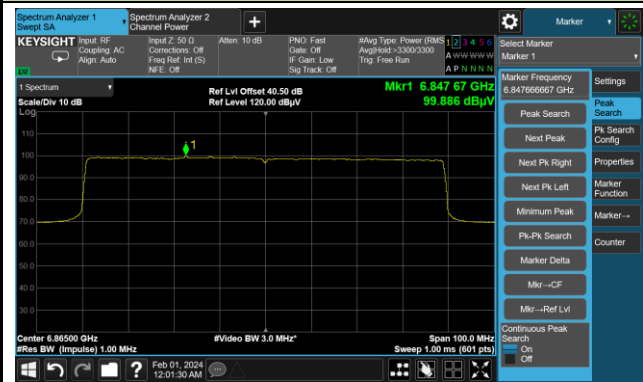 Spectrum Analyzer 1
Swept SA
Spectrum Analyzer 2
Channel Power
Marker
KEYSIGHT
Input: RF
Coupling: AC
Align: Auto
Input Z: 50 Ω
Corrections: Off
Freq Ref: Int (S)
NFE: Off
Atten: 10 dB
PNO: Fast
Gate: Off
IF Gain: Low
Sig Track: Off
#Avg Type: Power (RMS
Avg|Hold:>3300/3300
Trig: Free Run
1 2 3 4 5 6
A W W W W W
A P N N N N
LXI
Select Marker
Marker 1
1 Spectrum
Scale/Div 10 dB
Log
Ref Lvl Offset 40.50 dB
Ref Level 120.00 dBµV
Mkr1 6.847 67 GHz
99.886 dBµV
110
100
90.0
80.0
70.0
60.0
50.0
40.0
30.0
1
Center 6.86500 GHz
#Res BW (Impulse) 1.00 MHz
#Video BW 3.0 MHz*
Span 100.0 MHz
Sweep 1.00 ms (601 pts)
Marker Frequency
6.847666667 GHz
Peak Search
Next Peak
Next Pk Right
Next Pk Left
Minimum Peak
Pk-Pk Search
Marker Delta
Mkr→CF
Mkr→Ref Lvl
Continuous Peak
Search
On
Off
Settings
Peak
Search
Pk Search
Config
Properties
Marker
Function
Marker→
Counter
?
Feb 01, 2024
12:01:30 AM